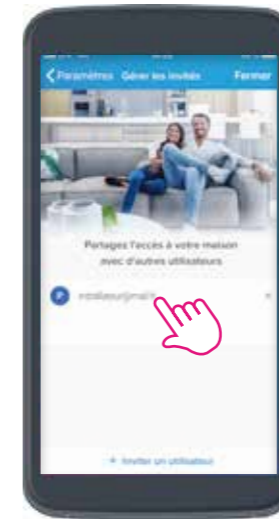 Paramètres Gérer les invités Fermer
Partagez l'accès à votre maison
avec d'autres utilisateurs
+ Inviter un utilisateur